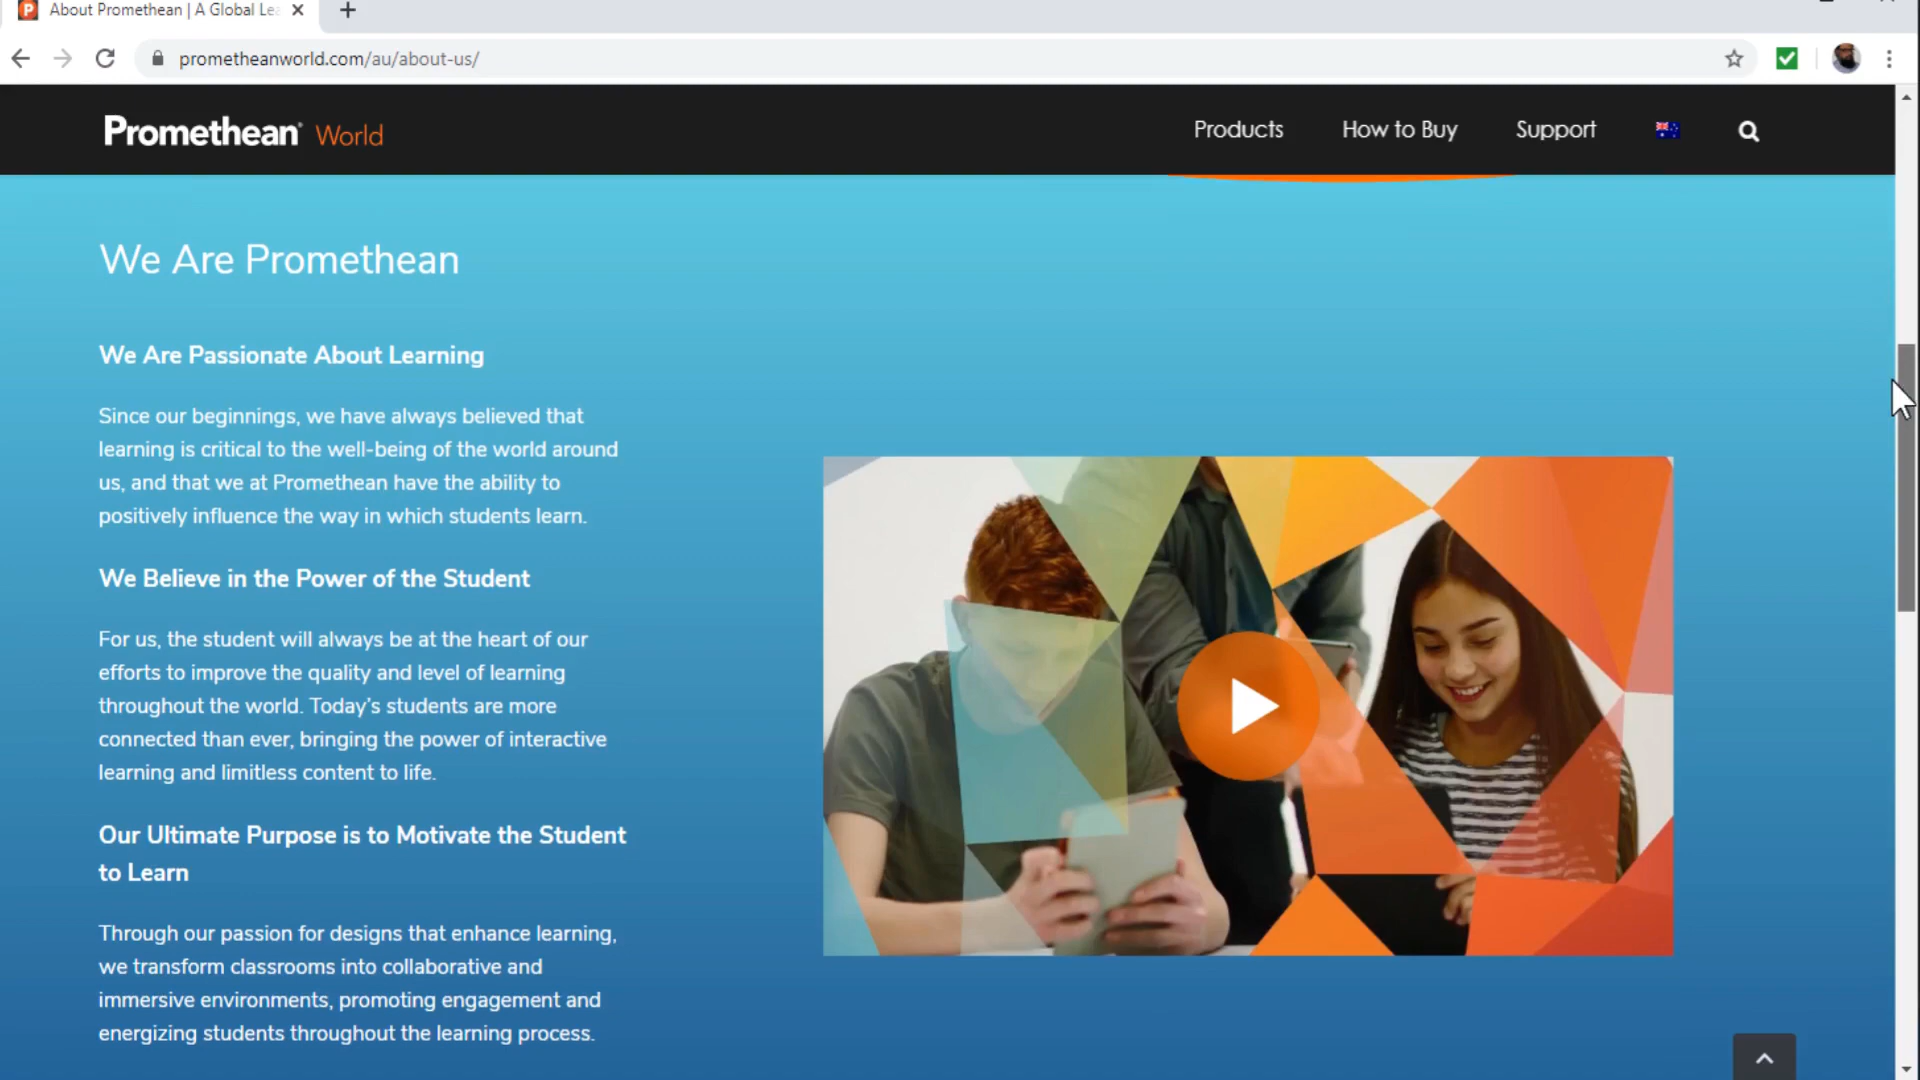 About Promethean | A Global Lea
prometheanworld.com/au/about-us/
Promethean World
Products
How to Buy
Support
We Are Promethean
We Are Passionate About Learning
Since our beginnings, we have always believed that
learning is critical to the well-being of the world around
us, and that we at Promethean have the ability to
positively influence the way in which students learn.
We Believe in the Power of the Student
For us, the student will always be at the heart of our
efforts to improve the quality and level of learning
throughout the world. Today’s students are more
connected than ever, bringing the power of interactive
learning and limitless content to life.
Our Ultimate Purpose is to Motivate the Student
to Learn
Through our passion for designs that enhance learning,
we transform classrooms into collaborative and
immersive environments, promoting engagement and
energizing students throughout the learning process.